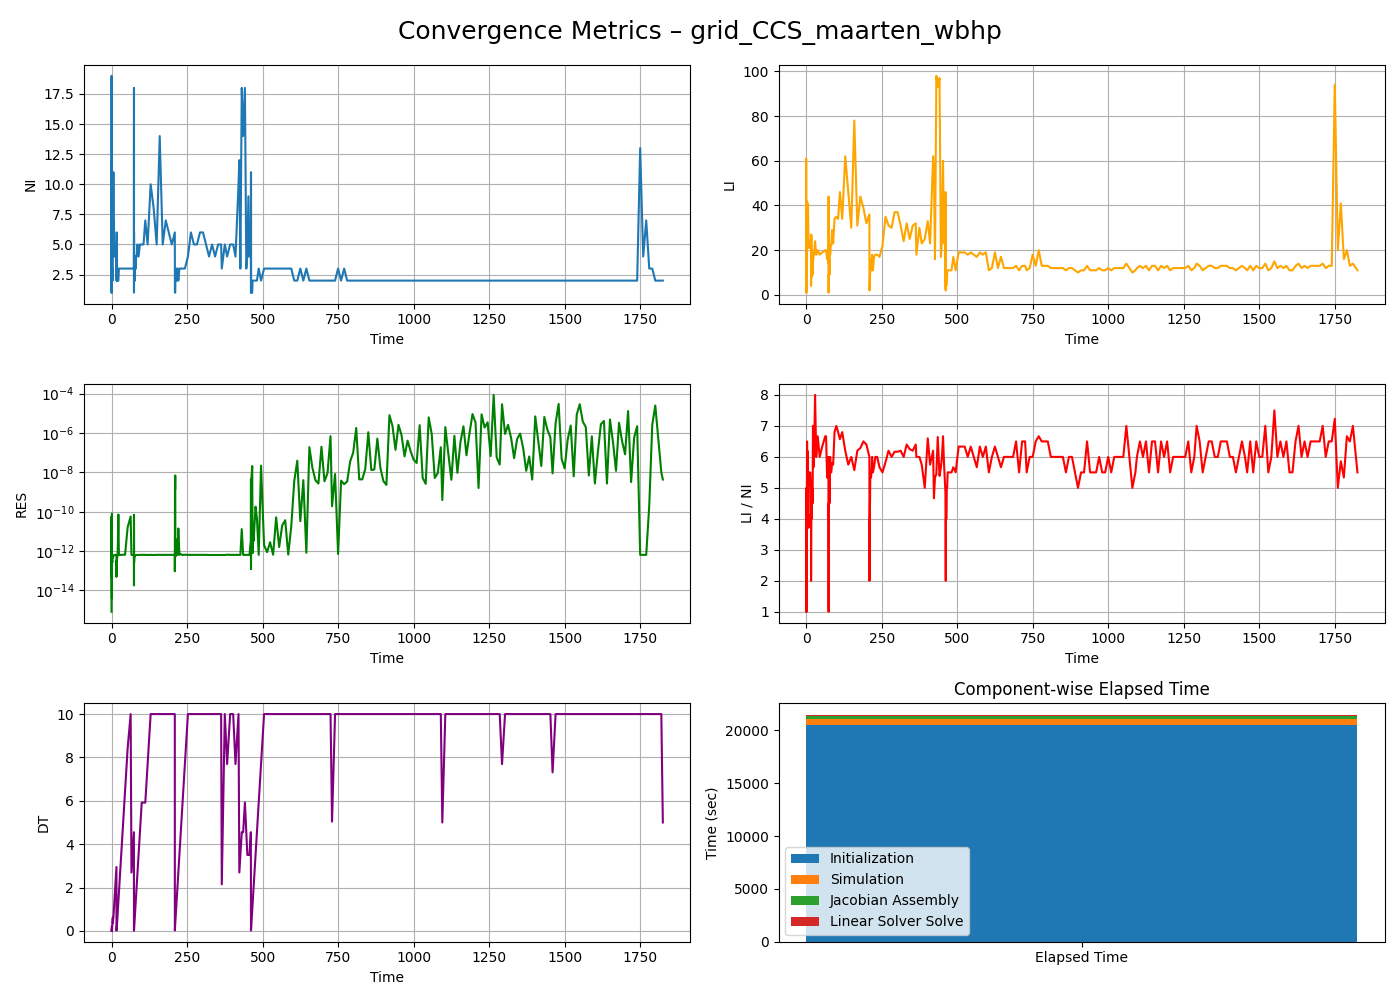 Convergence Metrics – grid_CCS_maarten_wbhp
NI
17.5
15.0
12.5
10.0
7.5
5.0
2.5
0 250 500 750 1000 1250 1500 1750
Time
LI
100
80
60
40
20
0
0 250 500 750 1000 1250 1500 1750
Time
RES
10⁻⁴
10⁻⁶
10⁻⁸
10⁻¹⁰
10⁻¹²
10⁻¹⁴
0 250 500 750 1000 1250 1500 1750
Time
LI / NI
8
7
6
5
4
3
2
1
0 250 500 750 1000 1250 1500 1750
Time
DT
10
8
6
4
2
0
0 250 500 750 1000 1250 1500 1750
Time
Component-wise Elapsed Time
Time (sec)
20000
15000
10000
5000
0
Initialization
Simulation
Jacobian Assembly
Linear Solver Solve
Elapsed Time